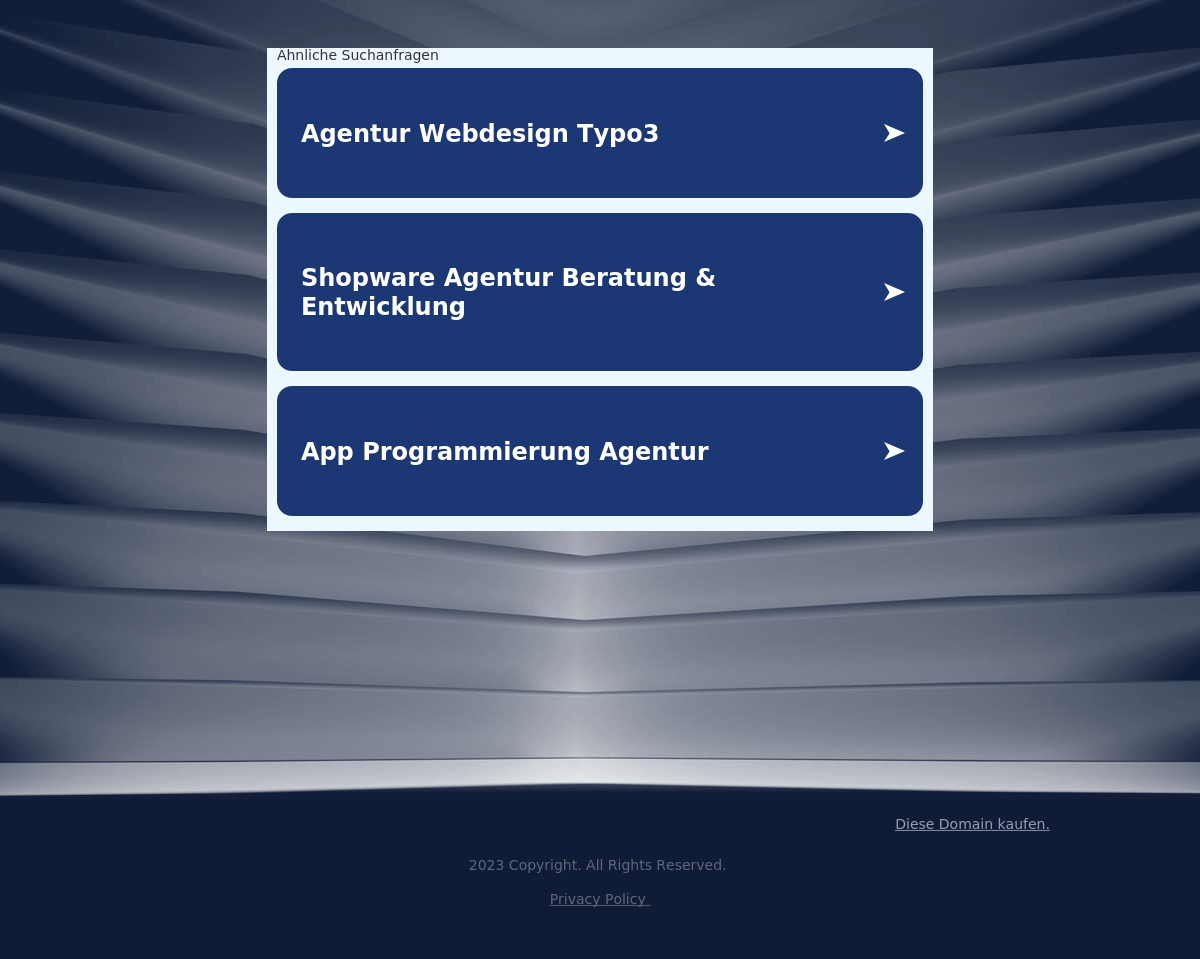 Ähnliche Suchanfragen
Agentur Webdesign Typo3
Shopware Agentur Beratung &
Entwicklung
App Programmierung Agentur
Diese Domain kaufen.
2023 Copyright. All Rights Reserved.
Privacy Policy